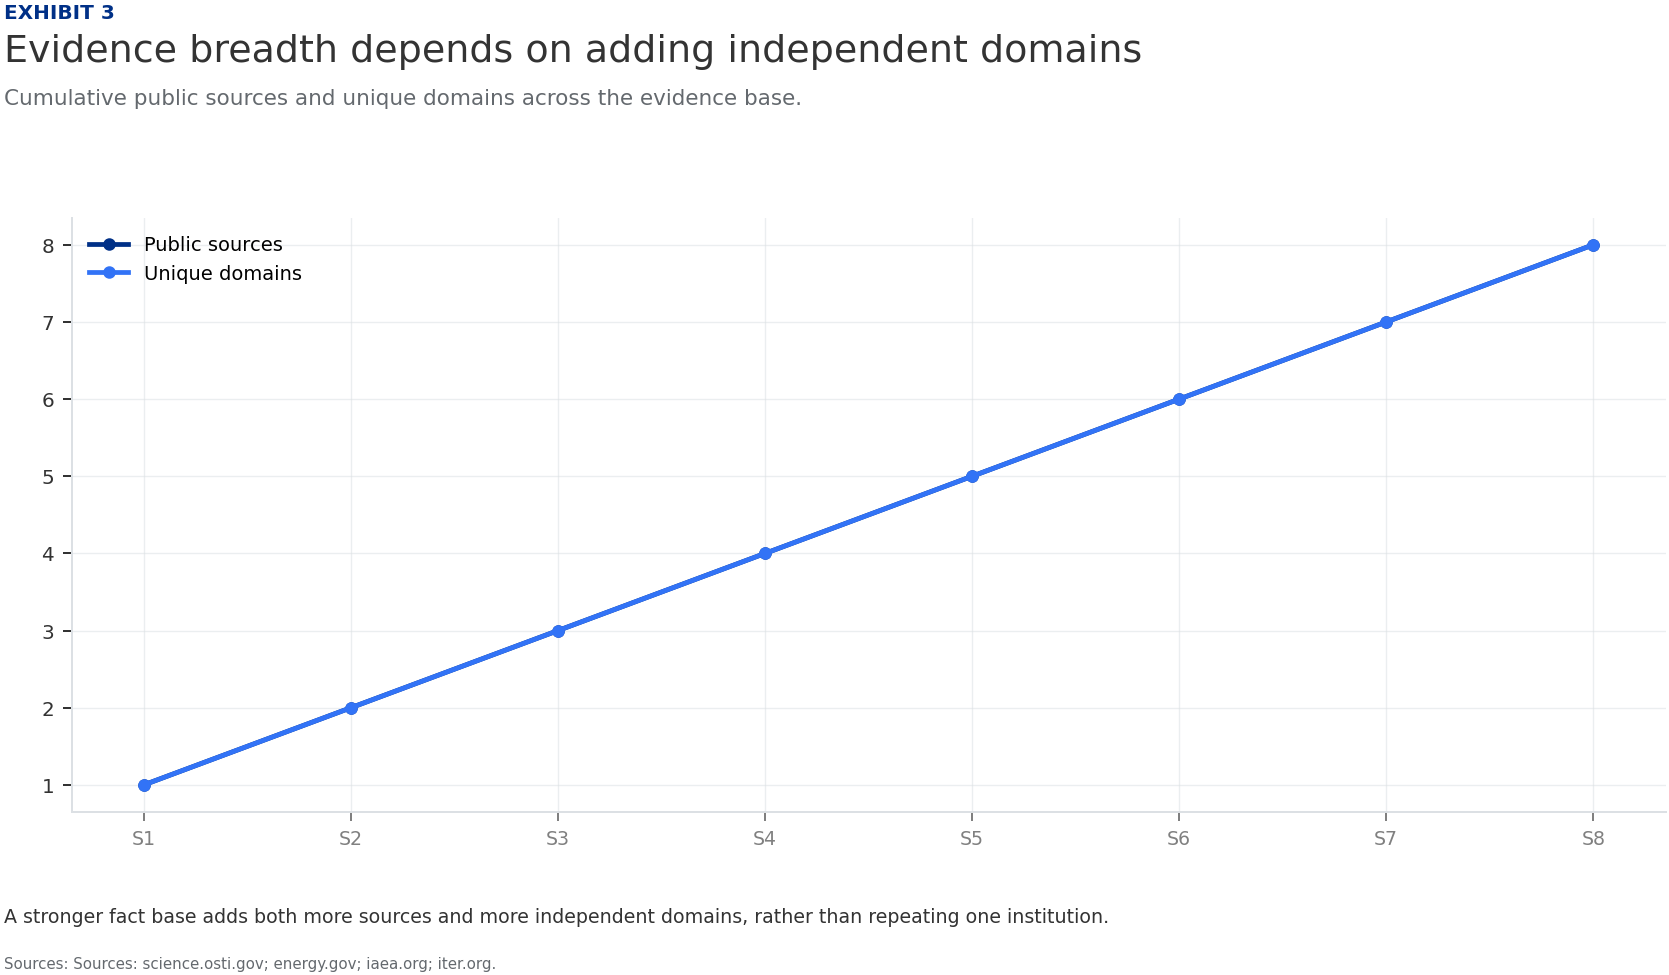 EXHIBIT 3
Evidence breadth depends on adding independent domains
Cumulative public sources and unique domains across the evidence base.
Public sources
Unique domains
8
7
6
5
4
3
2
1
S1 S2 S3 S4 S5 S6 S7 S8
A stronger fact base adds both more sources and more independent domains, rather than repeating one institution.
Sources: Sources: science.osti.gov; energy.gov; iaea.org; iter.org.